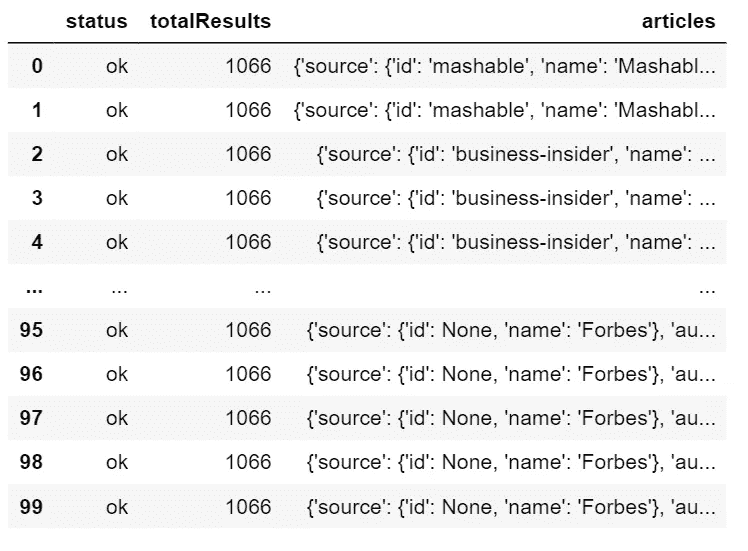 status totalResults articles
0 ok 1066 {'source': {'id': 'mashable', 'name': 'Mashabl...
1 ok 1066 {'source': {'id': 'mashable', 'name': 'Mashabl...
2 ok 1066 {'source': {'id': 'business-insider', 'name': ...
3 ok 1066 {'source': {'id': 'business-insider', 'name': ...
4 ok 1066 {'source': {'id': 'business-insider', 'name': ...
... ... ... ...
95 ok 1066 {'source': {'id': None, 'name': 'Forbes'}, 'au...
96 ok 1066 {'source': {'id': None, 'name': 'Forbes'}, 'au...
97 ok 1066 {'source': {'id': None, 'name': 'Forbes'}, 'au...
98 ok 1066 {'source': {'id': None, 'name': 'Forbes'}, 'au...
99 ok 1066 {'source': {'id': None, 'name': 'Forbes'}, 'au...